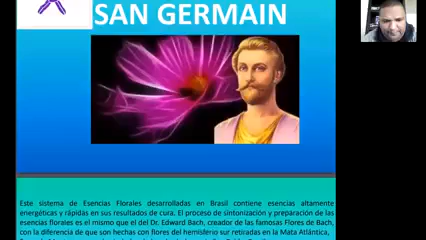 SAN GERMAIN
Este sistema de Esencias Florales desarrolladas en Brasil contiene esencias altamente
energéticas y rápidas en sus resultados de cura. El proceso de sintonización y preparación de las
esencias florales es el mismo que el del Dr. Edward Bach, creador de las famosas Flores de Bach,
con la diferencia de que son hechas con flores del hemisferio sur retiradas en la Mata Atlántica,